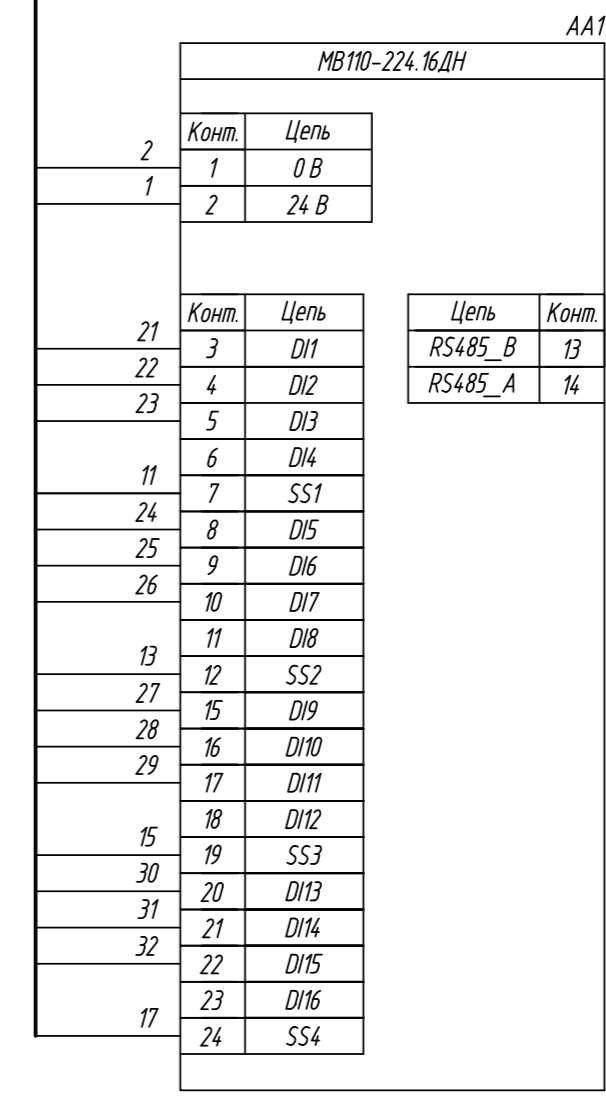 AA1
МВ110-224.16ДН
Конт. Цепь
2 1 0 В
1 2 24 В
Конт. Цепь Цепь Конт.
21 3 DI1 RS485_B 13
22 4 DI2 RS485_A 14
23 5 DI3
6 DI4
11 7 SS1
24 8 DI5
25 9 DI6
26 10 DI7
11 DI8
13 12 SS2
27 15 DI9
28 16 DI10
29 17 DI11
18 DI12
15 19 SS3
30 20 DI13
31 21 DI14
32 22 DI15
23 DI16
17 24 SS4